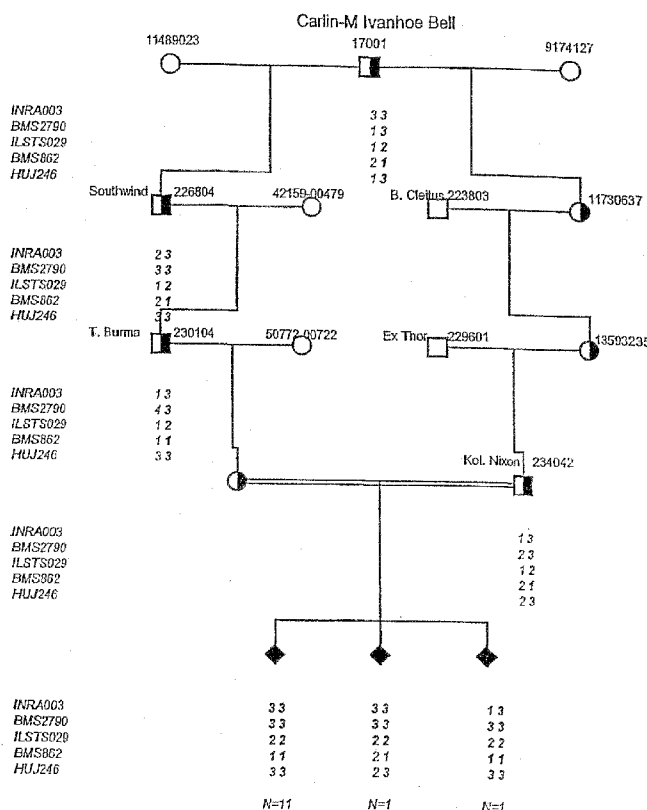 Carlin-M Ivanhoe Bell
11489023 17001 9174127
INRA003 3 3
BMS2790 1 3
ILSTS029 1 2
BMS862 2 1
HUJ246 1 3
Southwind 226804 42159-00479 B. Cleitus 223803 11730637
INRA003 2 3
BMS2790 3 3
ILSTS029 1 2
BMS862 2 1
HUJ246 3 3
T. Burma 230104 50772-00722 Ex Thor 229601 13593235
INRA003 1 3
BMS2790 4 3
ILSTS029 1 2
BMS862 1 1
HUJ246 3 3
Kol. Nixon 234042
INRA003 1 3
BMS2790 2 3
ILSTS029 1 2
BMS862 2 1
HUJ246 2 3
INRA003 3 3 3 3 1 3
BMS2790 3 3 3 3 3 3
ILSTS029 2 2 2 2 2 2
BMS862 1 1 2 1 1 1
HUJ246 3 3 2 3 3 3
N=11 N=1 N=1